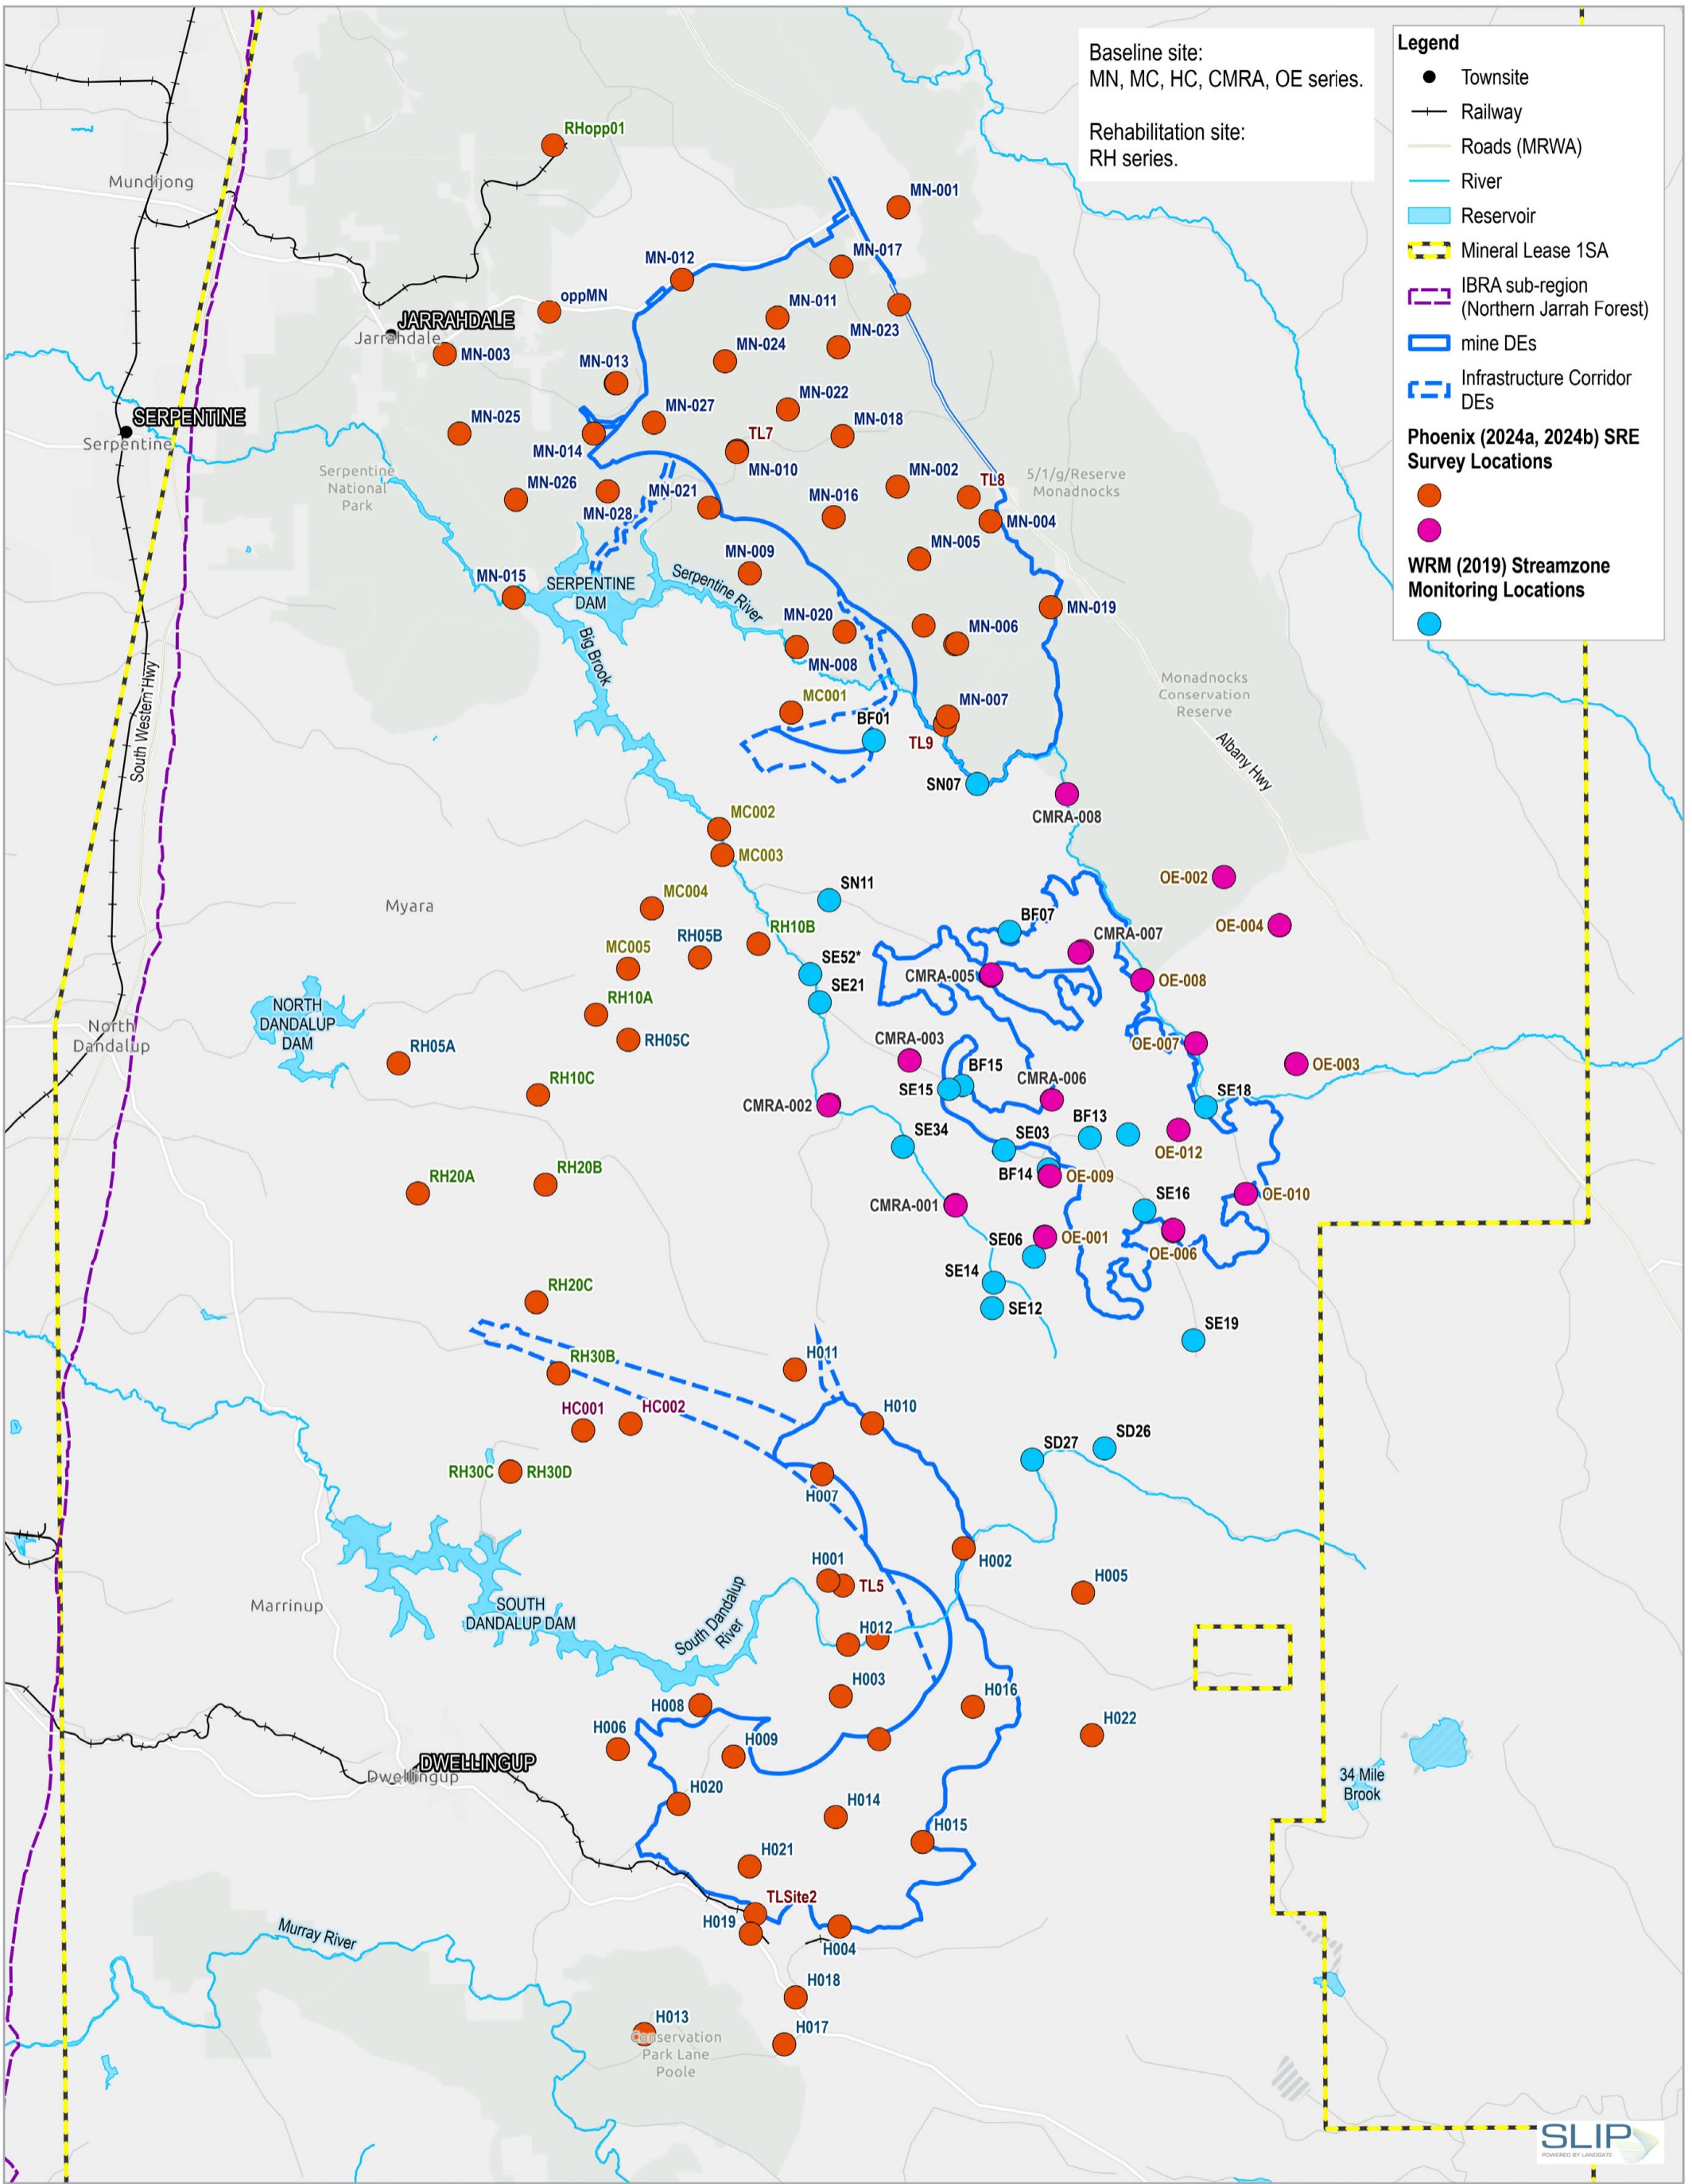 Baseline site:
MN, MC, HC, CMRA, OE series.
Rehabilitation site:
RH series.
Legend
Townsite
Railway
Roads (MRWA)
River
Reservoir
Mineral Lease 1SA
IBRA sub-region
(Northern Jarrah Forest)
mine DEs
Infrastructure Corridor
DEs
Phoenix (2024a, 2024b) SRE
Survey Locations
WRM (2019) Streamzone
Monitoring Locations
RHopp01
Mundijong
MN-001
MN-017
MN-012
oppMN
MN-011
JARRAHDALE
Jarrahdale
MN-023
MN-003
MN-024
MN-013
MN-022
SERPENTINE
Serpentine
MN-025
MN-027
MN-018
TL7
MN-014
MN-010
Serpentine
National
Park
MN-002
TL8
5/1/g/Reserve
Monadnocks
MN-026
MN-021
MN-028
MN-016
MN-004
MN-005
MN-009
MN-015
SERPENTINE
DAM
Serpentine River
MN-019
MN-020
MN-006
Big Brook
MN-008
South Western Hwy
MC001
Monadnocks
Conservation
Reserve
MN-007
BF01
TL9
Albany Hwy
SN07
CMRA-008
MC002
MC003
OE-002
SN11
MC004
Myara
BF07
OE-004
RH10B
CMRA-007
RH05B
MC005
SE52*
CMRA-005
OE-008
SE21
RH10A
NORTH
DANDALUP
DAM
North
Dandalup
RH05A
RH05C
CMRA-003
OE-007
OE-003
BF15
CMRA-006
RH10C
SE15
SE18
CMRA-002
BF13
SE34
SE03
OE-012
RH20A
RH20B
BF14
OE-009
SE16
OE-010
CMRA-001
SE06
OE-001
OE-006
SE14
RH20C
SE12
SE19
H011
RH30B
HC001
HC002
H010
SD27
SD26
RH30C
RH30D
H007
H002
H001
TL5
H005
Marrinup
SOUTH
DANDALUP DAM
South Dandalup
River
H012
H003
H008
H016
H006
H009
H022
DWELLINGUP
Dwellingup
H020
34 Mile
Brook
H014
H015
H021
TLSite2
H019
H004
Murray River
H018
H013
H017
Conservation
Park Lane
Poole
SLIP
POWERED BY LANDGATE